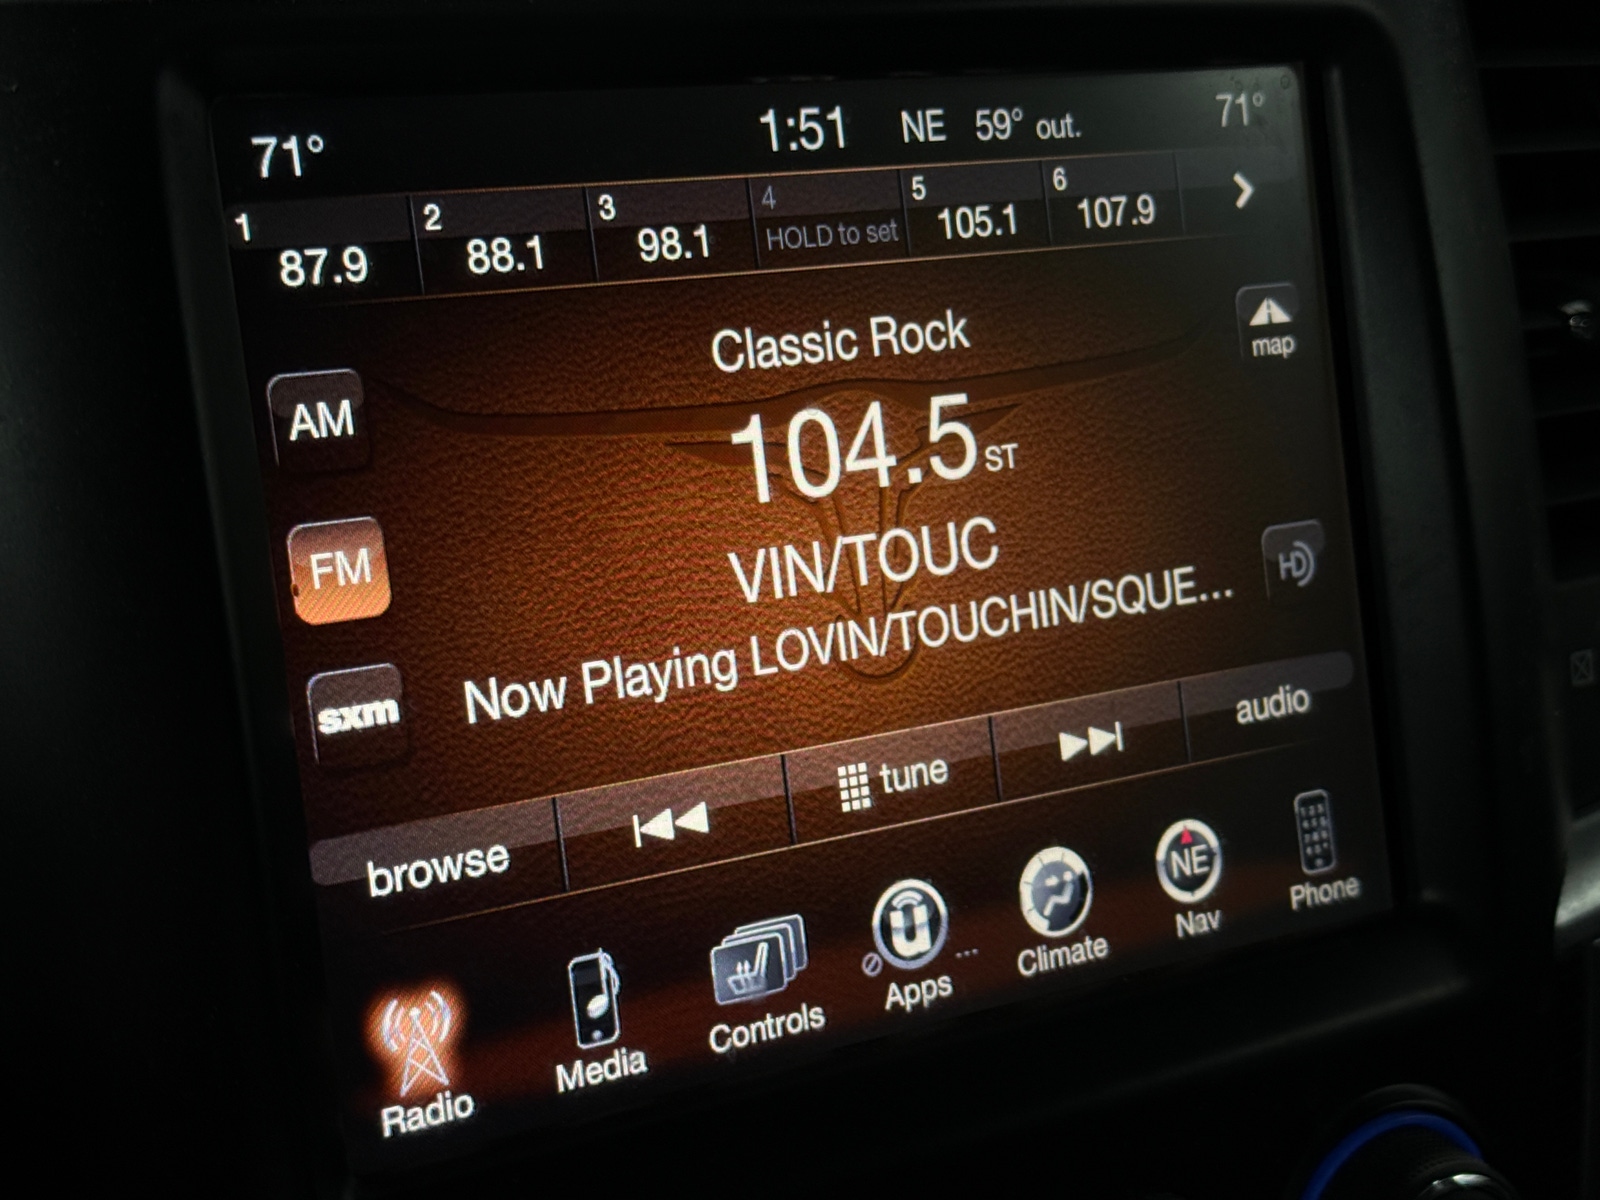 71° 1:51 NE 59° out. 71°
1 2 3 4 5 6
87.9 88.1 98.1 HOLD to set 105.1 107.9
Classic Rock
map
AM
104.5 ST
FM
VIN/TOUC
HD
sxm
Now Playing LOVIN/TOUCHIN/SQUE...
browse tune audio
Radio Media Controls Apps ... Climate NE Nav Phone